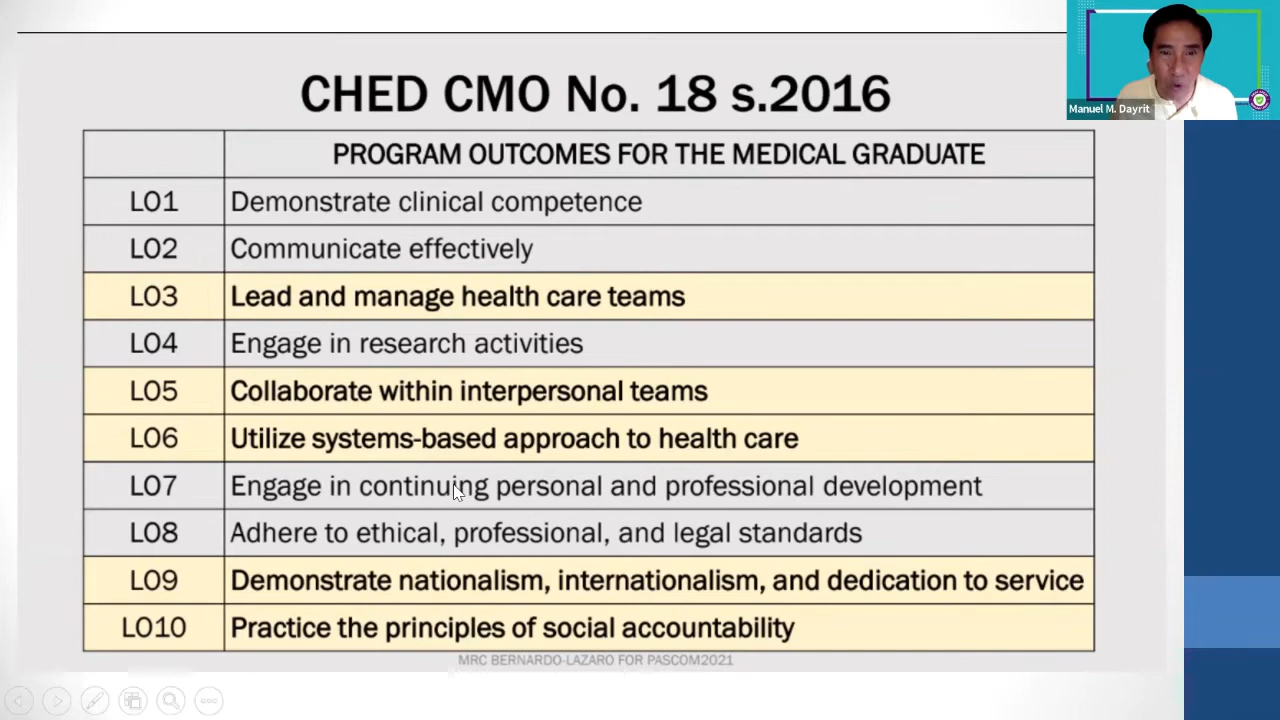 CHED CMO No. 18 s.2016
Manuel M. Dayrit
PROGRAM OUTCOMES FOR THE MEDICAL GRADUATE
LO1 Demonstrate clinical competence
LO2 Communicate effectively
LO3 Lead and manage health care teams
LO4 Engage in research activities
LO5 Collaborate within interpersonal teams
LO6 Utilize systems-based approach to health care
LO7 Engage in continuing personal and professional development
LO8 Adhere to ethical, professional, and legal standards
LO9 Demonstrate nationalism, internationalism, and dedication to service
LO10 Practice the principles of social accountability
MRC BERNARDO-LAZARO FOR PASCOM2021